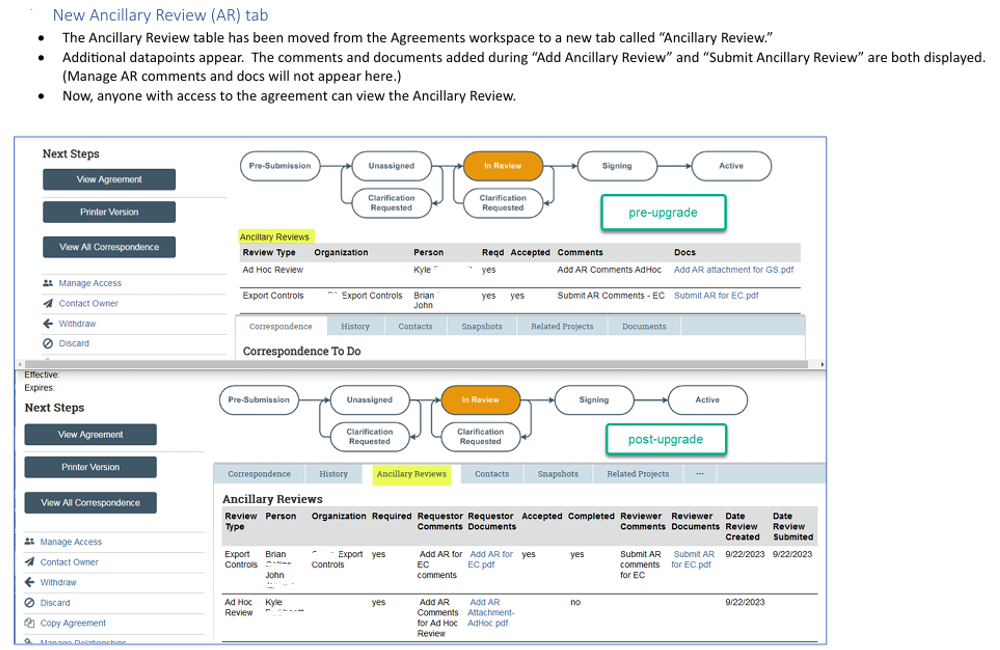 New Ancillary Review (AR) tab
• The Ancillary Review table has been moved from the Agreements workspace to a new tab called “Ancillary Review.”
• Additional datapoints appear. The comments and documents added during “Add Ancillary Review” and “Submit Ancillary Review” are both displayed.
(Manage AR comments and docs will not appear here.)
• Now, anyone with access to the agreement can view the Ancillary Review.
Next Steps
View Agreement
Printer Version
View All Correspondence
Manage Access
Contact Owner
Withdraw
Discard
Pre-Submission Unassigned In Review Signing Active
Clarification Requested Clarification Requested
pre-upgrade
Ancillary Reviews
Review Type Organization Person Reqd Accepted Comments Docs
Ad Hoc Review Kyle yes Add AR Comments AdHoc Add AR attachment for GS.pdf
Export Controls Export Controls Brian John yes yes Submit AR Comments - EC Submit AR for EC.pdf
Correspondence History Contacts Snapshots Related Projects Documents
Correspondence To Do
Effective:
Expires:
Next Steps
View Agreement
Printer Version
View All Correspondence
Manage Access
Contact Owner
Withdraw
Discard
Copy Agreement
Manage Relationships
Pre-Submission Unassigned In Review Signing Active
Clarification Requested Clarification Requested
post-upgrade
Correspondence History Ancillary Reviews Contacts Snapshots Related Projects ...
Ancillary Reviews
Review Type Person Organization Required Requestor Comments Requestor Documents Accepted Completed Reviewer Comments Reviewer Documents Date Review Created Date Review Submited
Export Controls Brian John Export Controls yes Add AR for EC comments Add AR for EC.pdf yes yes Submit AR comments for EC Submit AR for EC.pdf 9/22/2023 9/22/2023
Ad Hoc Review Kyle yes Add AR Comments for Ad Hoc Review Add AR Attachment-AdHoc.pdf no 9/22/2023